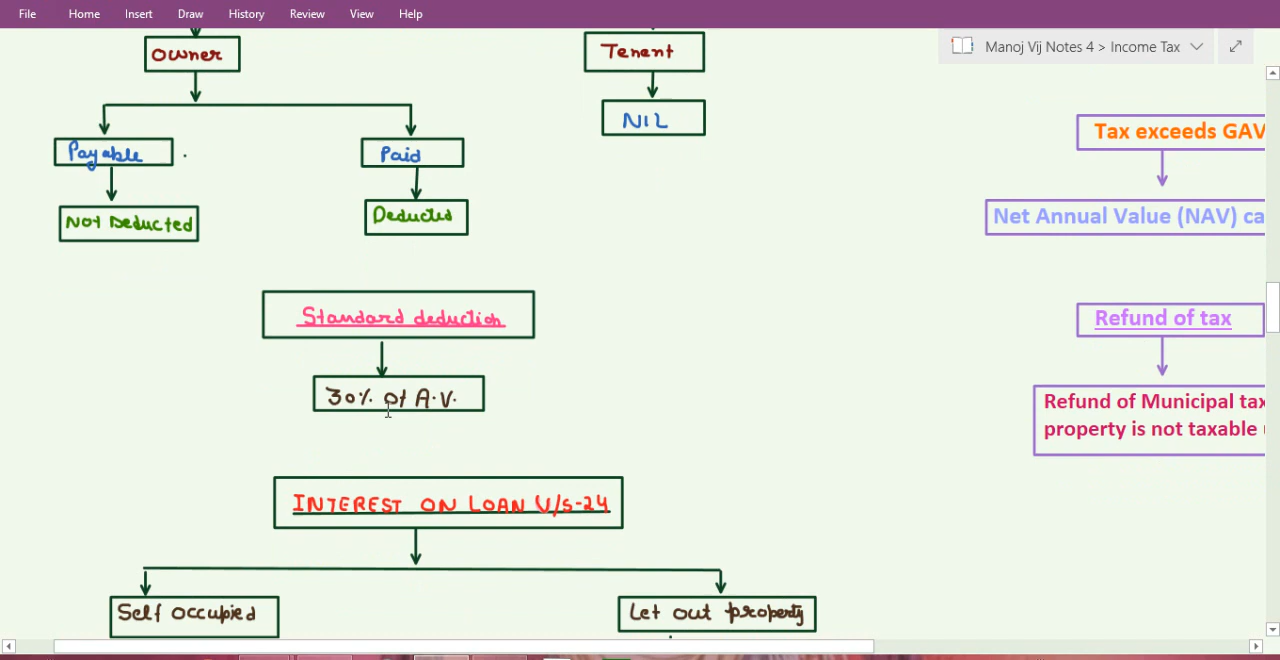 File Home Insert Draw History Review View Help
Manoj Vij Notes 4 > Income Tax
Owner
Tenant
Payable
Paid
NIL
Not Deducted
Deducted
Standard deduction
30% of A.V.
INTEREST ON LOAN U/S-24
Self occupied
Let out property
Tax exceeds GAV
Net Annual Value (NAV) ca
Refund of tax
Refund of Municipal tax
property is not taxable